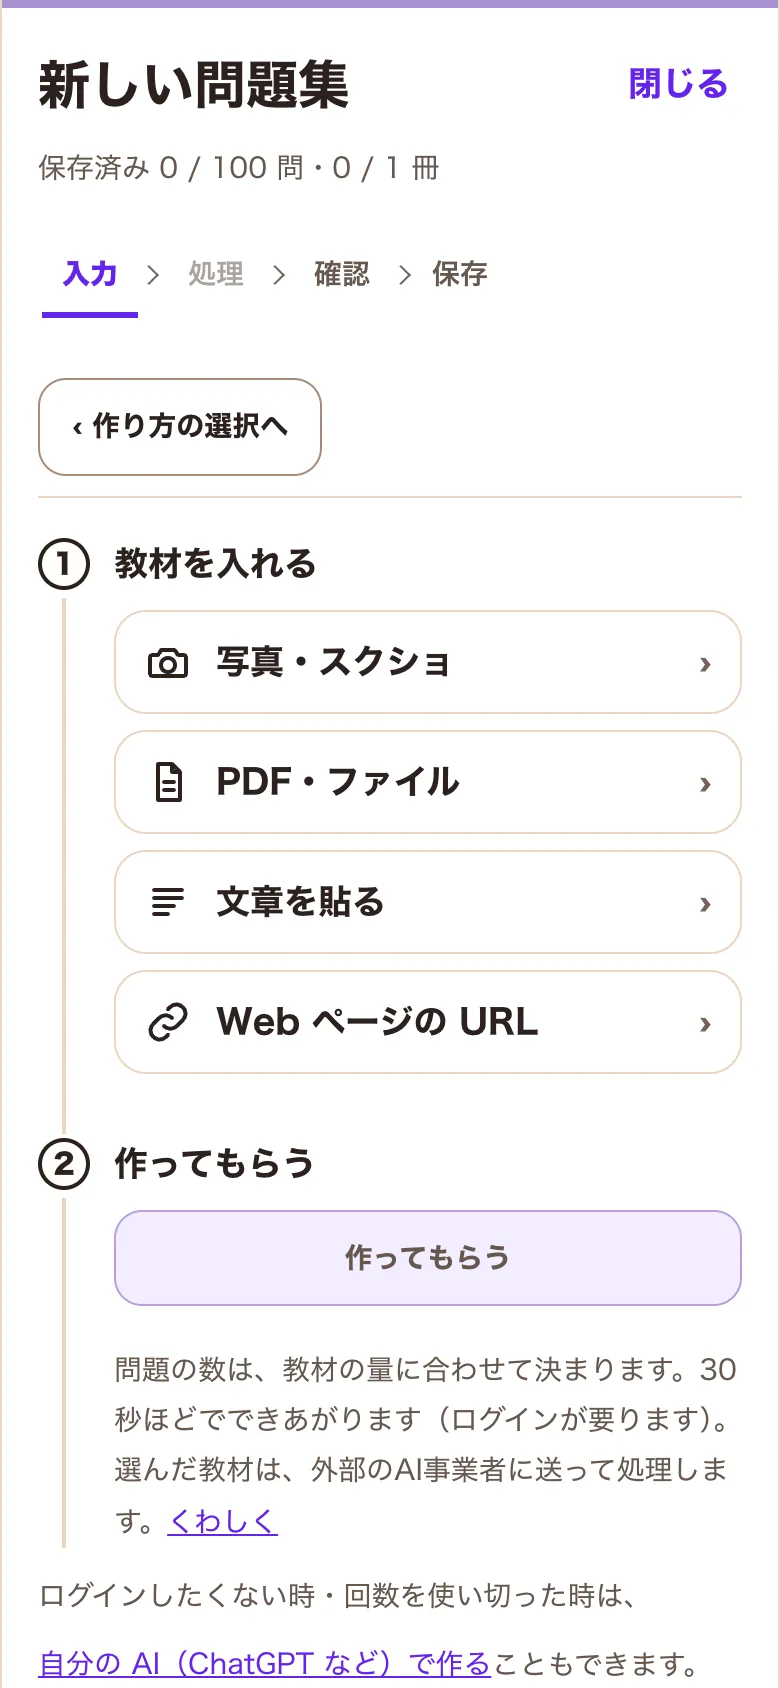 新しい問題集
閉じる
保存済み 0 / 100 問・0 / 1 冊
入力 > 処理 > 確認 > 保存
‹ 作り方の選択へ
1 教材を入れる
写真・スクショ ›
PDF・ファイル ›
文章を貼る ›
Web ページの URL ›
2 作ってもらう
作ってもらう
問題の数は、教材の量に合わせて決まります。30
秒ほどでできあがります（ログインが要ります）。
選んだ教材は、外部のAI事業者に送って処理しま
す。くわしく
ログインしたくない時・回数を使い切った時は、
自分の AI（ChatGPT など）で作ることもできます。